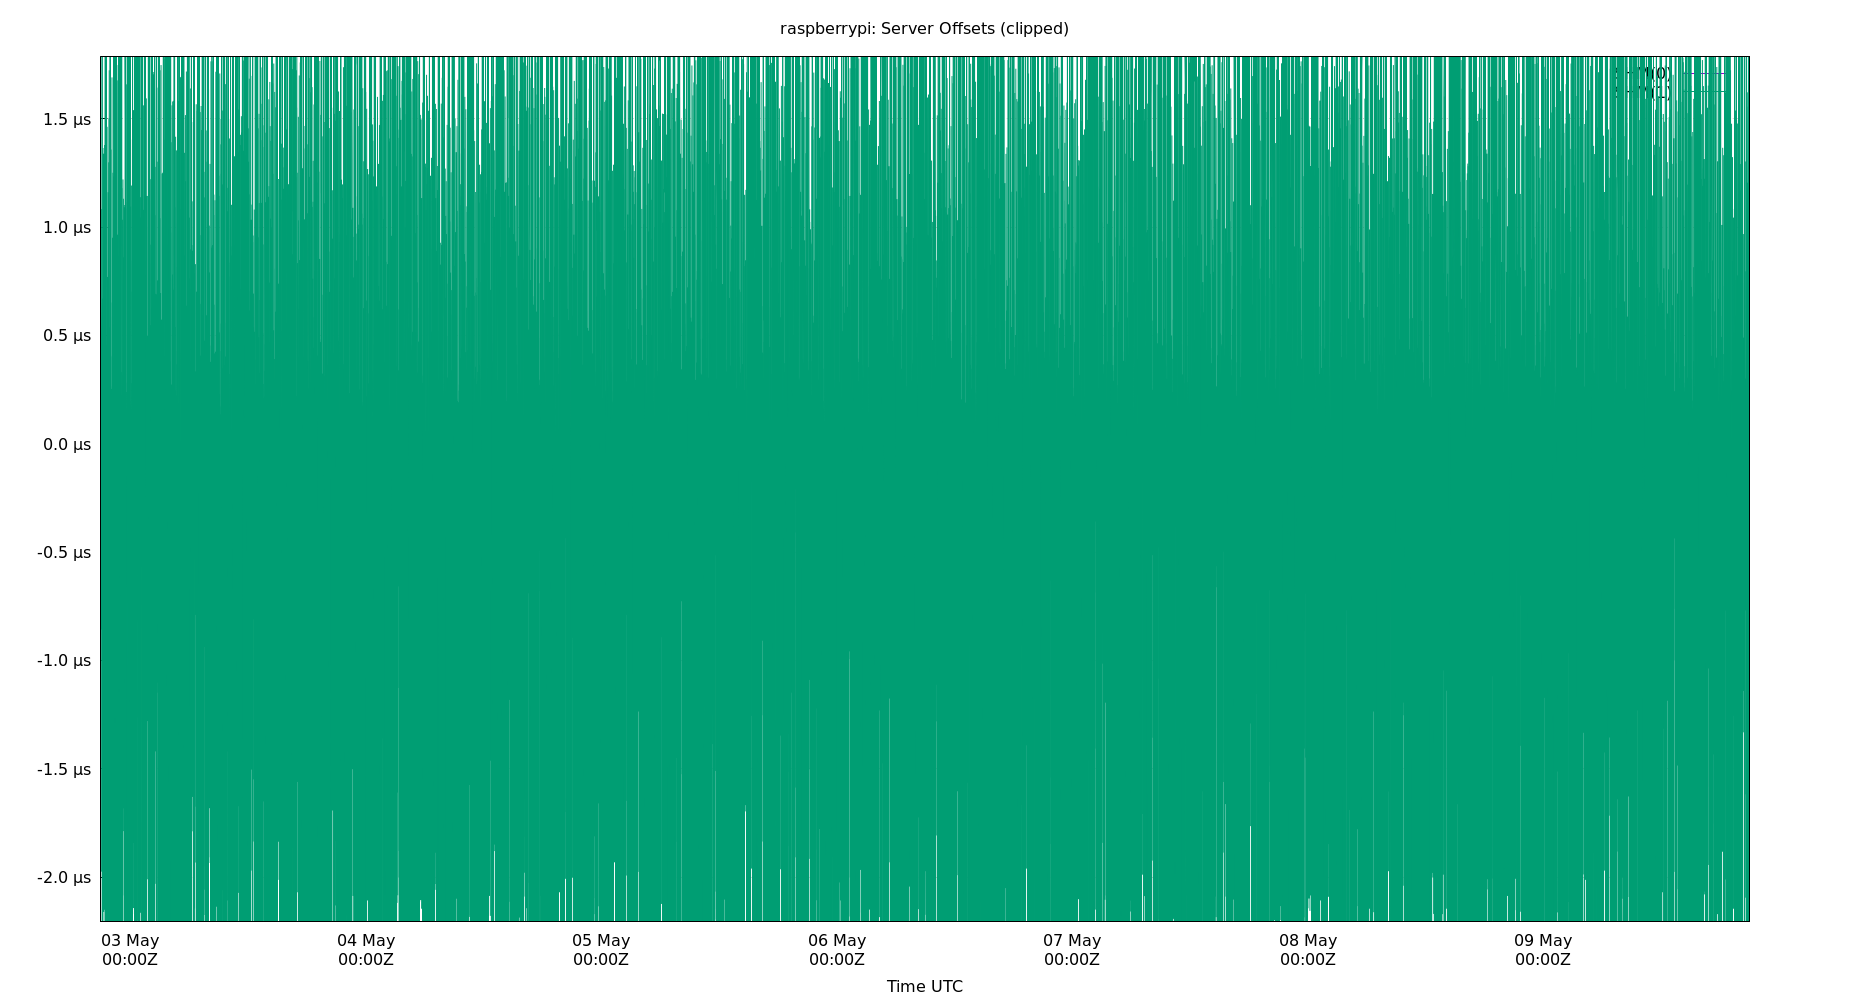 raspberrypi: Server Offsets (clipped)
1.5 µs
1.0 µs
0.5 µs
0.0 µs
-0.5 µs
-1.0 µs
-1.5 µs
-2.0 µs
03 May 00:00Z
04 May 00:00Z
05 May 00:00Z
06 May 00:00Z
07 May 00:00Z
08 May 00:00Z
09 May 00:00Z
Time UTC